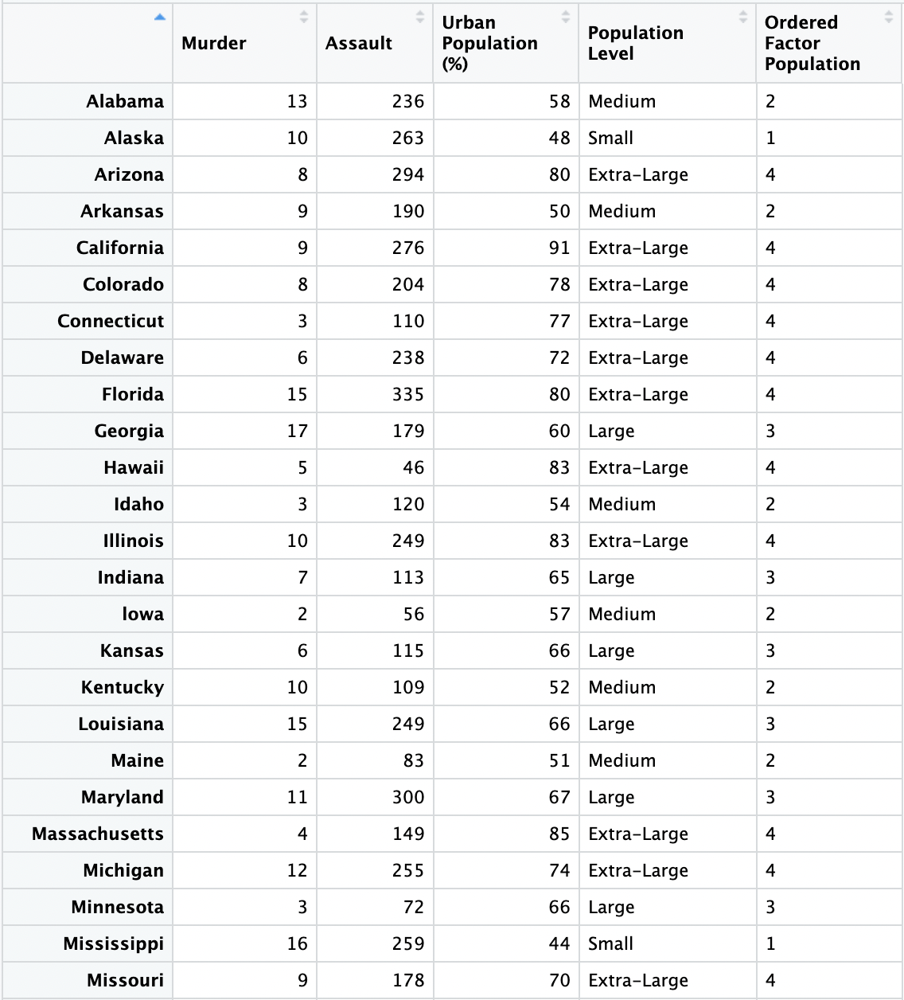 Murder Assault Urban Population (%) Population Level Ordered Factor Population
Alabama 13 236 58 Medium 2
Alaska 10 263 48 Small 1
Arizona 8 294 80 Extra-Large 4
Arkansas 9 190 50 Medium 2
California 9 276 91 Extra-Large 4
Colorado 8 204 78 Extra-Large 4
Connecticut 3 110 77 Extra-Large 4
Delaware 6 238 72 Extra-Large 4
Florida 15 335 80 Extra-Large 4
Georgia 17 179 60 Large 3
Hawaii 5 46 83 Extra-Large 4
Idaho 3 120 54 Medium 2
Illinois 10 249 83 Extra-Large 4
Indiana 7 113 65 Large 3
Iowa 2 56 57 Medium 2
Kansas 6 115 66 Large 3
Kentucky 10 109 52 Medium 2
Louisiana 15 249 66 Large 3
Maine 2 83 51 Medium 2
Maryland 11 300 67 Large 3
Massachusetts 4 149 85 Extra-Large 4
Michigan 12 255 74 Extra-Large 4
Minnesota 3 72 66 Large 3
Mississippi 16 259 44 Small 1
Missouri 9 178 70 Extra-Large 4